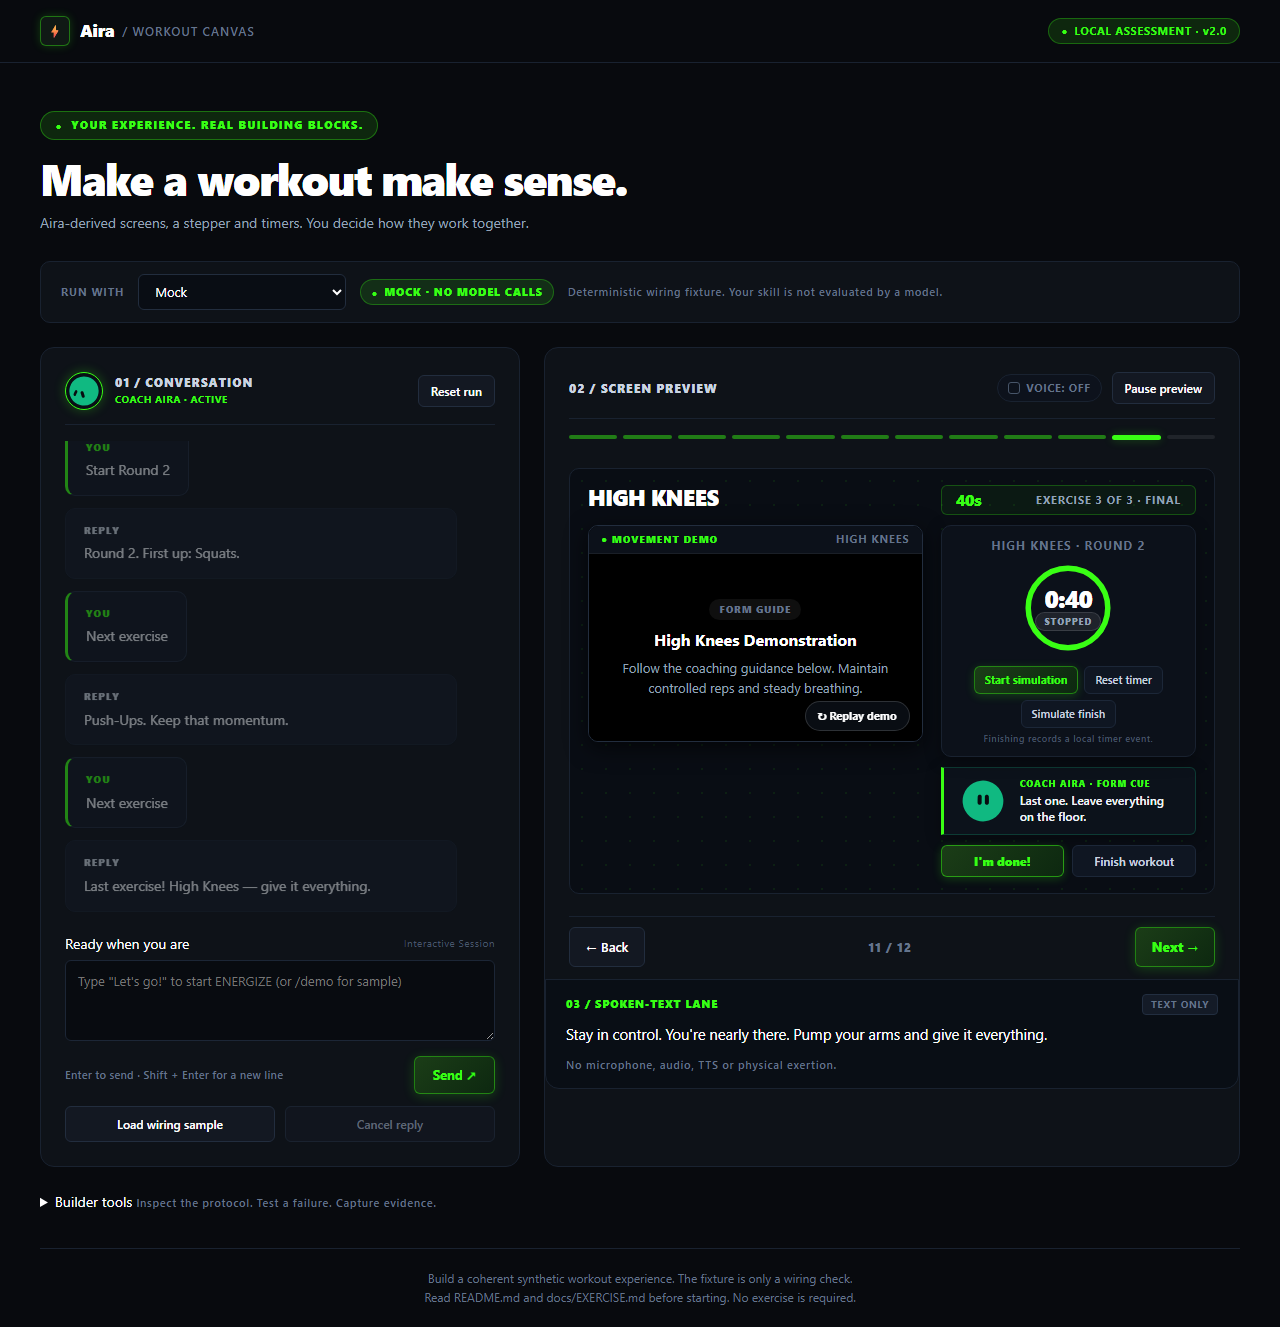 Aira / WORKOUT CANVAS
LOCAL ASSESSMENT · v2.0
YOUR EXPERIENCE. REAL BUILDING BLOCKS.
Make a workout make sense.
Aira-derived screens, a stepper and timers. You decide how they work together.
RUN WITH
Mock
MOCK · NO MODEL CALLS
Deterministic wiring fixture. Your skill is not evaluated by a model.
01 / CONVERSATION
COACH AIRA · ACTIVE
Reset run
YOU
Start Round 2
REPLY
Round 2. First up: Squats.
YOU
Next exercise
REPLY
Push-Ups. Keep that momentum.
YOU
Next exercise
REPLY
Last exercise! High Knees — give it everything.
Ready when you are
Interactive Session
Type "Let's go!" to start ENERGIZE (or /demo for sample)
Enter to send · Shift + Enter for a new line
Send ↗
Load wiring sample
Cancel reply
02 / SCREEN PREVIEW
VOICE: OFF
Pause preview
HIGH KNEES
MOVEMENT DEMO
HIGH KNEES
FORM GUIDE
High Knees Demonstration
Follow the coaching guidance below. Maintain
controlled reps and steady breathing.
↻ Replay demo
40s
EXERCISE 3 OF 3 · FINAL
HIGH KNEES · ROUND 2
0:40
STOPPED
Start simulation
Reset timer
Simulate finish
Finishing records a local timer event.
COACH AIRA · FORM CUE
Last one. Leave everything
on the floor.
I'm done!
Finish workout
← Back
11 / 12
Next →
03 / SPOKEN-TEXT LANE
TEXT ONLY
Stay in control. You're nearly there. Pump your arms and give it everything.
No microphone, audio, TTS or physical exertion.
Builder tools Inspect the protocol. Test a failure. Capture evidence.
Build a coherent synthetic workout experience. The fixture is only a wiring check.
Read README.md and docs/EXERCISE.md before starting. No exercise is required.